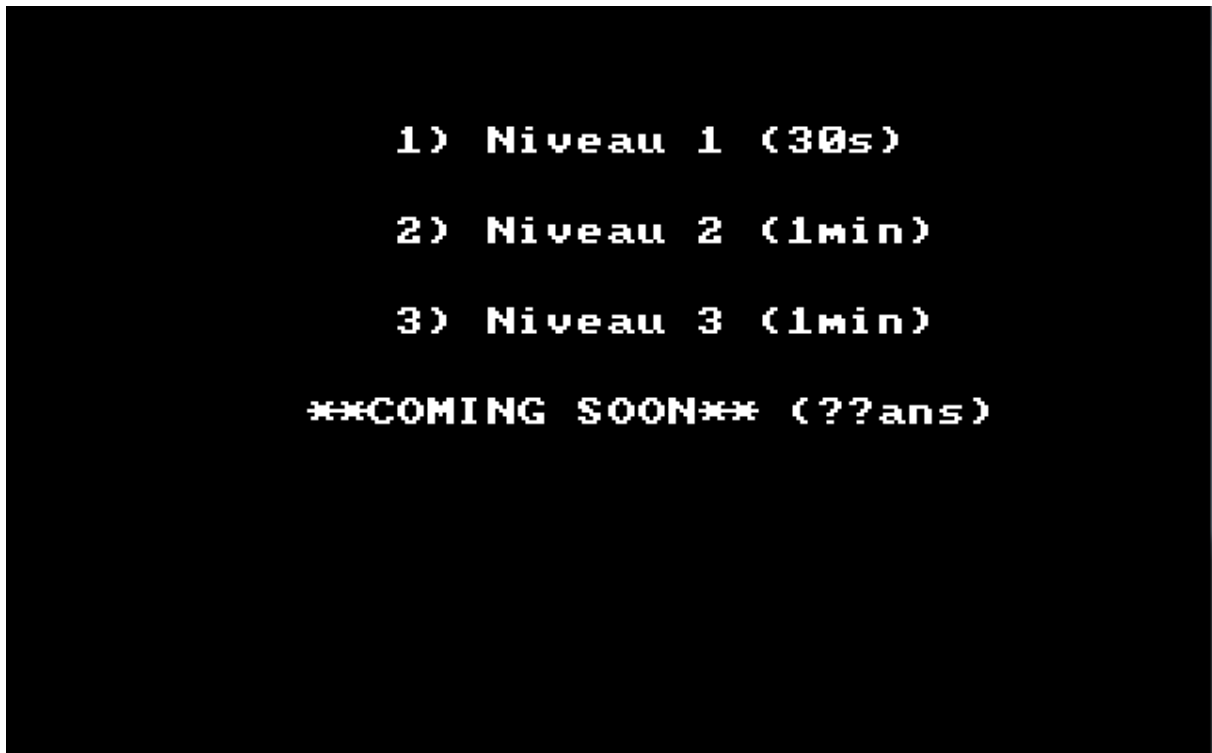 1) Niveau 1 (30s)
2) Niveau 2 (1min)
3) Niveau 3 (1min)
**COMING SOON** (??ans)